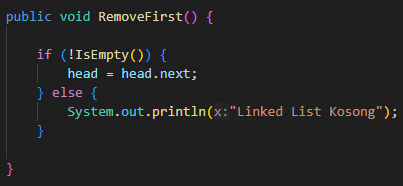 public void RemoveFirst() {
if (!IsEmpty()) {
head = head.next;
} else {
System.out.println(x:"Linked List Kosong");
}
}